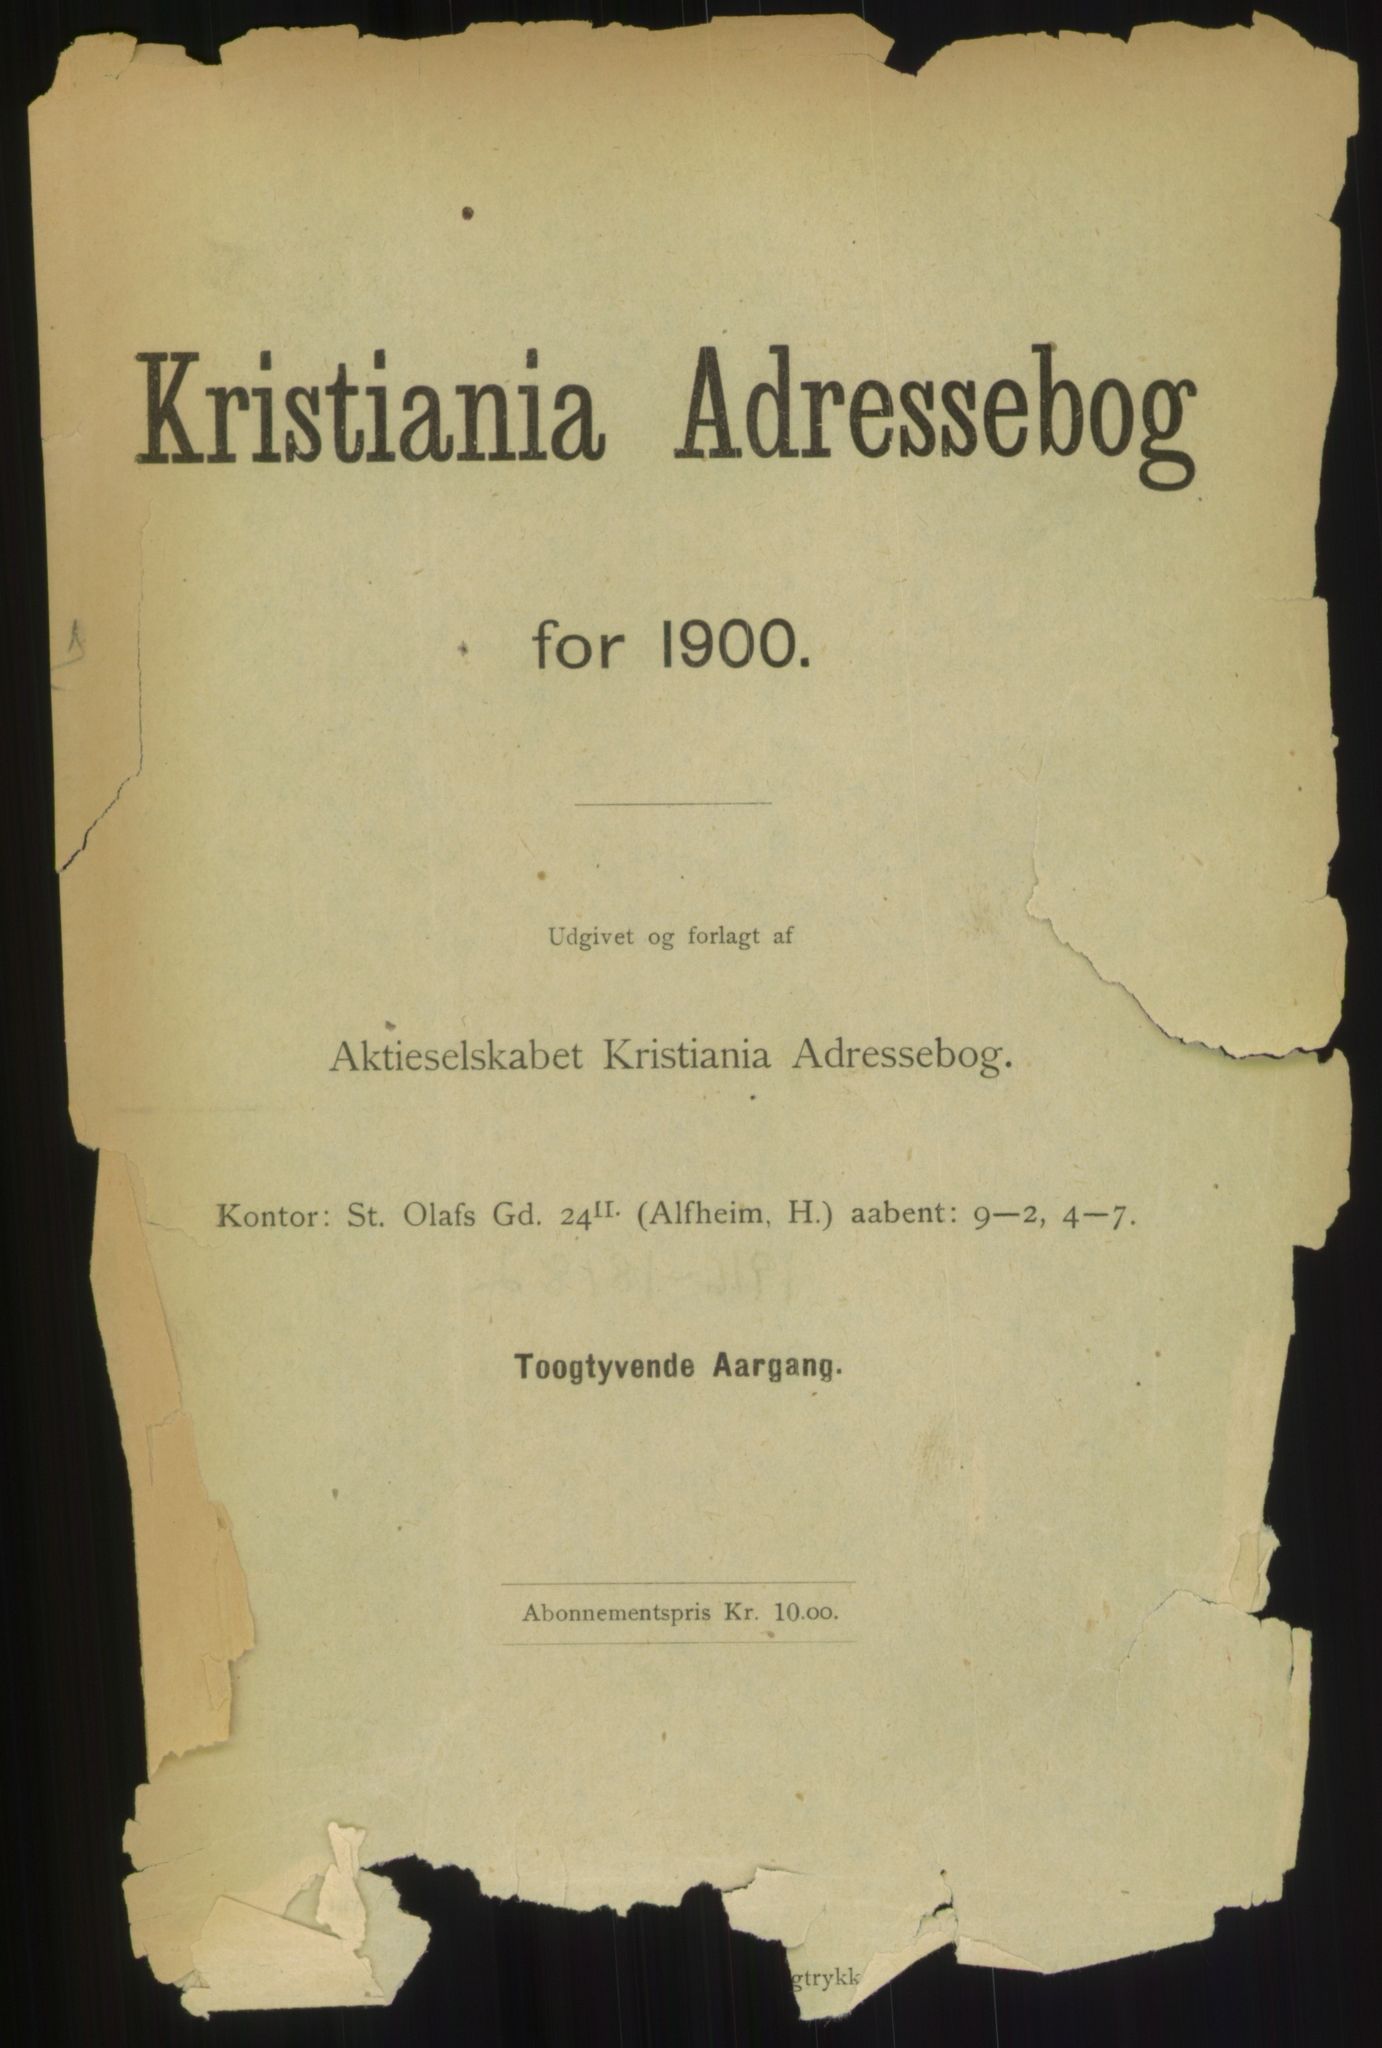 Kristiania Adressebog
for 1900.
Udgivet og forlagt af
Aktieselskabet Kristiania Adressebog.
Kontor: St. Olafs Gd. 24II. (Alfheim, H.) aabent: 9—2, 4—7.
Toogtyvende Aargang.
Abonnementspris Kr. 10.00.
gtrykk